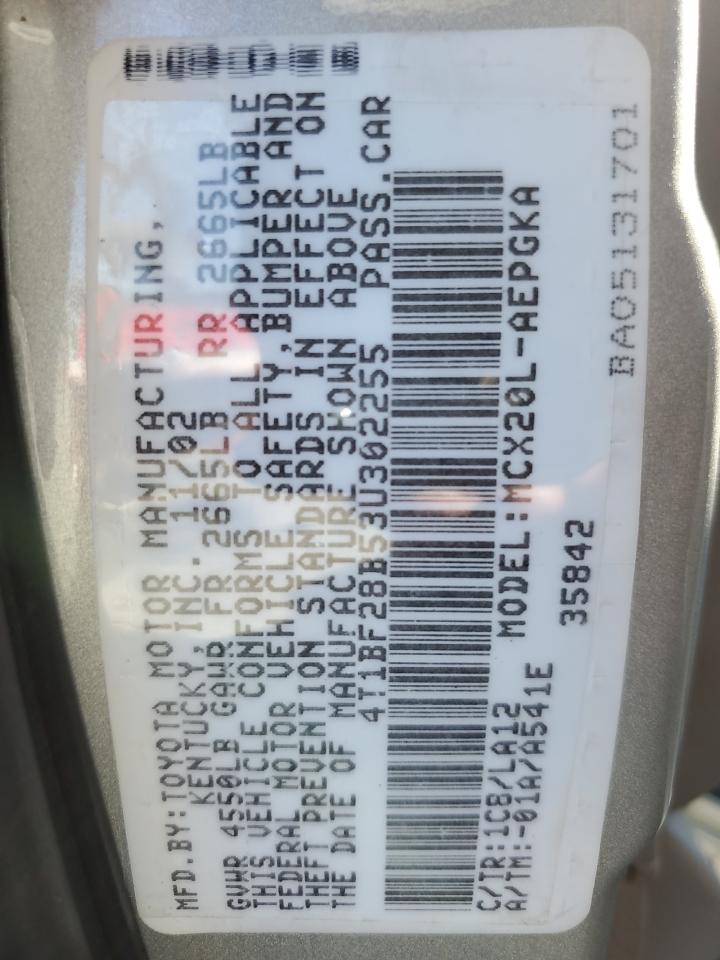 MFD.BY:TOYOTA MOTOR MANUFACTURING,
KENTUCKY, INC. 11/02
GVWR 4550LB GAWR FR 2665LB RR 2665LB
THIS VEHICLE CONFORMS TO ALL APPLICABLE
FEDERAL MOTOR VEHICLE SAFETY, BUMPER AND
THEFT PREVENTION STANDARDS IN EFFECT ON
THE DATE OF MANUFACTURE SHOWN ABOVE
4T1BF28B53U302255 PASS.CAR
MODEL:MCX20L-AEPGKA
C/TR:1C8/LA12
A/TM:-01A/A541E 35842
BA05131701